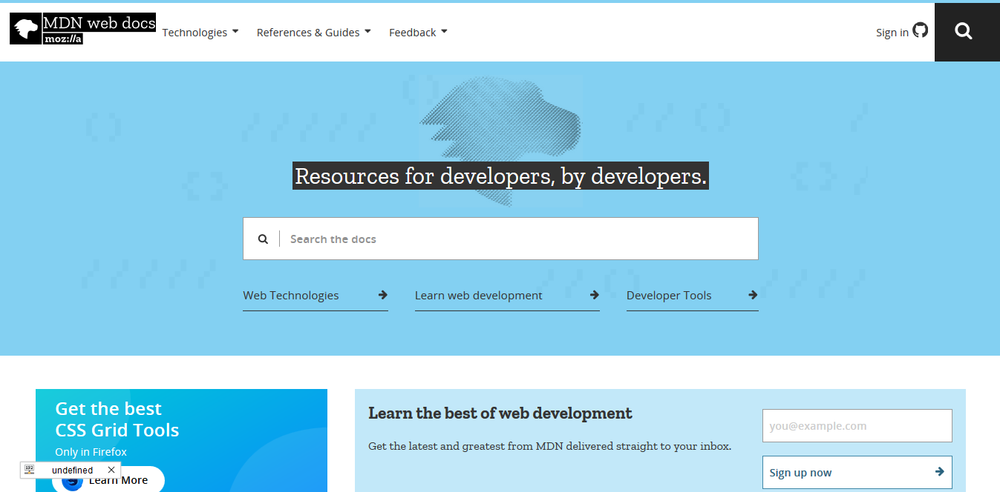 MDN web docs
moz://a
Technologies
References & Guides
Feedback
Sign in
Resources for developers, by developers.
Search the docs
Web Technologies
Learn web development
Developer Tools
Get the best
CSS Grid Tools
Only in Firefox
Learn More
undefined
Learn the best of web development
Get the latest and greatest from MDN delivered straight to your inbox.
you@example.com
Sign up now